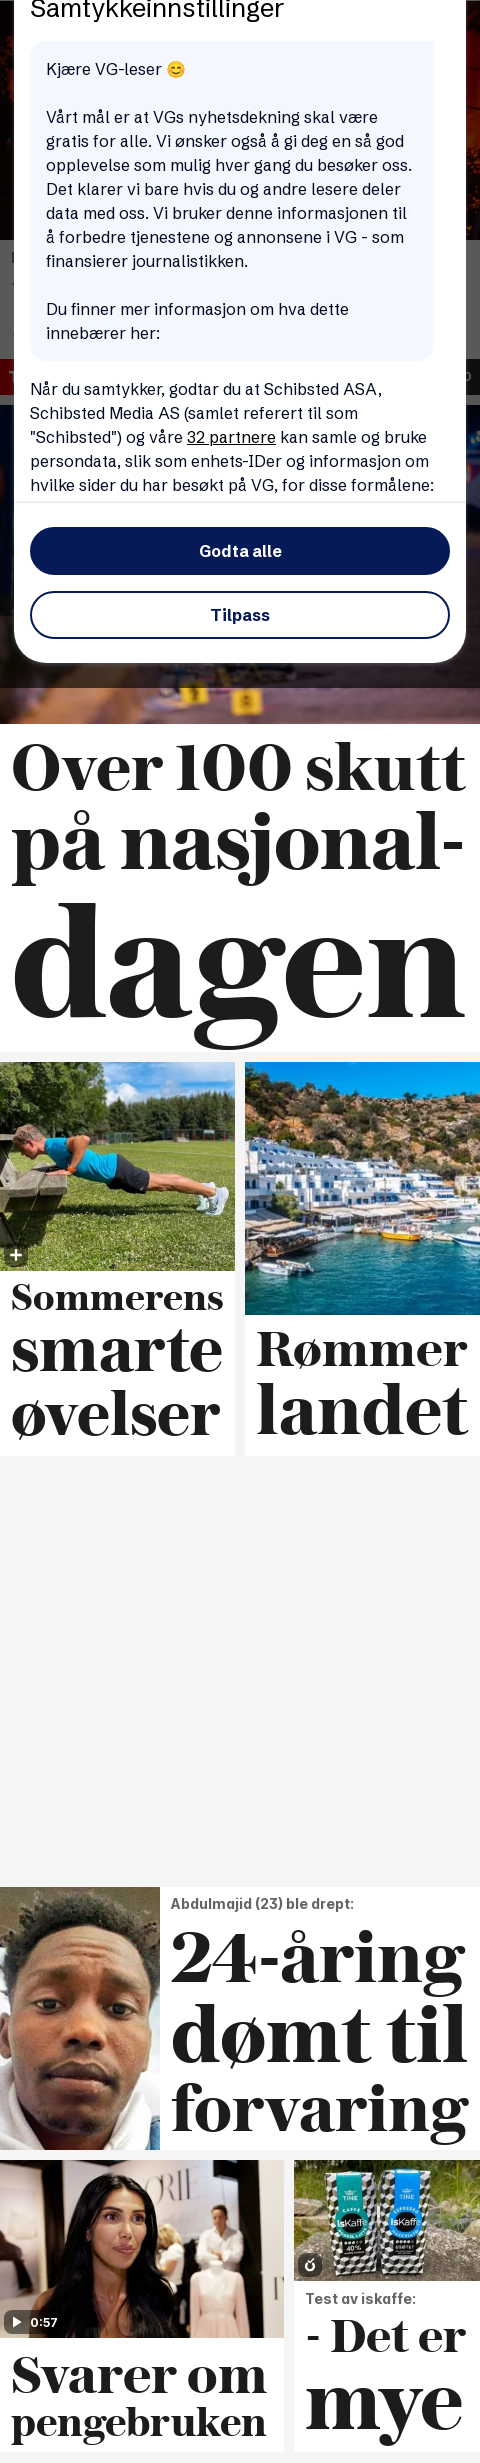 Samtykkeinnstillinger
Kjære VG-leser 😊
Vårt mål er at VGs nyhetsdekning skal være
gratis for alle. Vi ønsker også å gi deg en så god
opplevelse som mulig hver gang du besøker oss.
Det klarer vi bare hvis du og andre lesere deler
data med oss. Vi bruker denne informasjonen til
å forbedre tjenestene og annonsene i VG - som
finansierer journalistikken.
Du finner mer informasjon om hva dette
innebærer her:
Når du samtykker, godtar du at Schibsted ASA,
Schibsted Media AS (samlet referert til som
"Schibsted") og våre 32 partnere kan samle og bruke
persondata, slik som enhets-IDer og informasjon om
hvilke sider du har besøkt på VG, for disse formålene:
Godta alle
Tilpass
Over 100 skutt
på nasjonal-
dagen
Sommerens
smarte
øvelser
Rømmer
landet
Abdulmajid (23) ble drept:
24-åring
dømt til
forvaring
0:57
Svarer om
pengebruken
TINE
TINE
IsKaffe
IsKaffe
40%
Test av iskaffe:
- Det er
mye